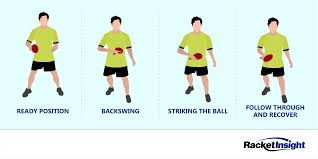 READY POSITION
BACKSWING
STRIKING THE BALL
FOLLOW THROUGH
AND RECOVER
RacketInsight